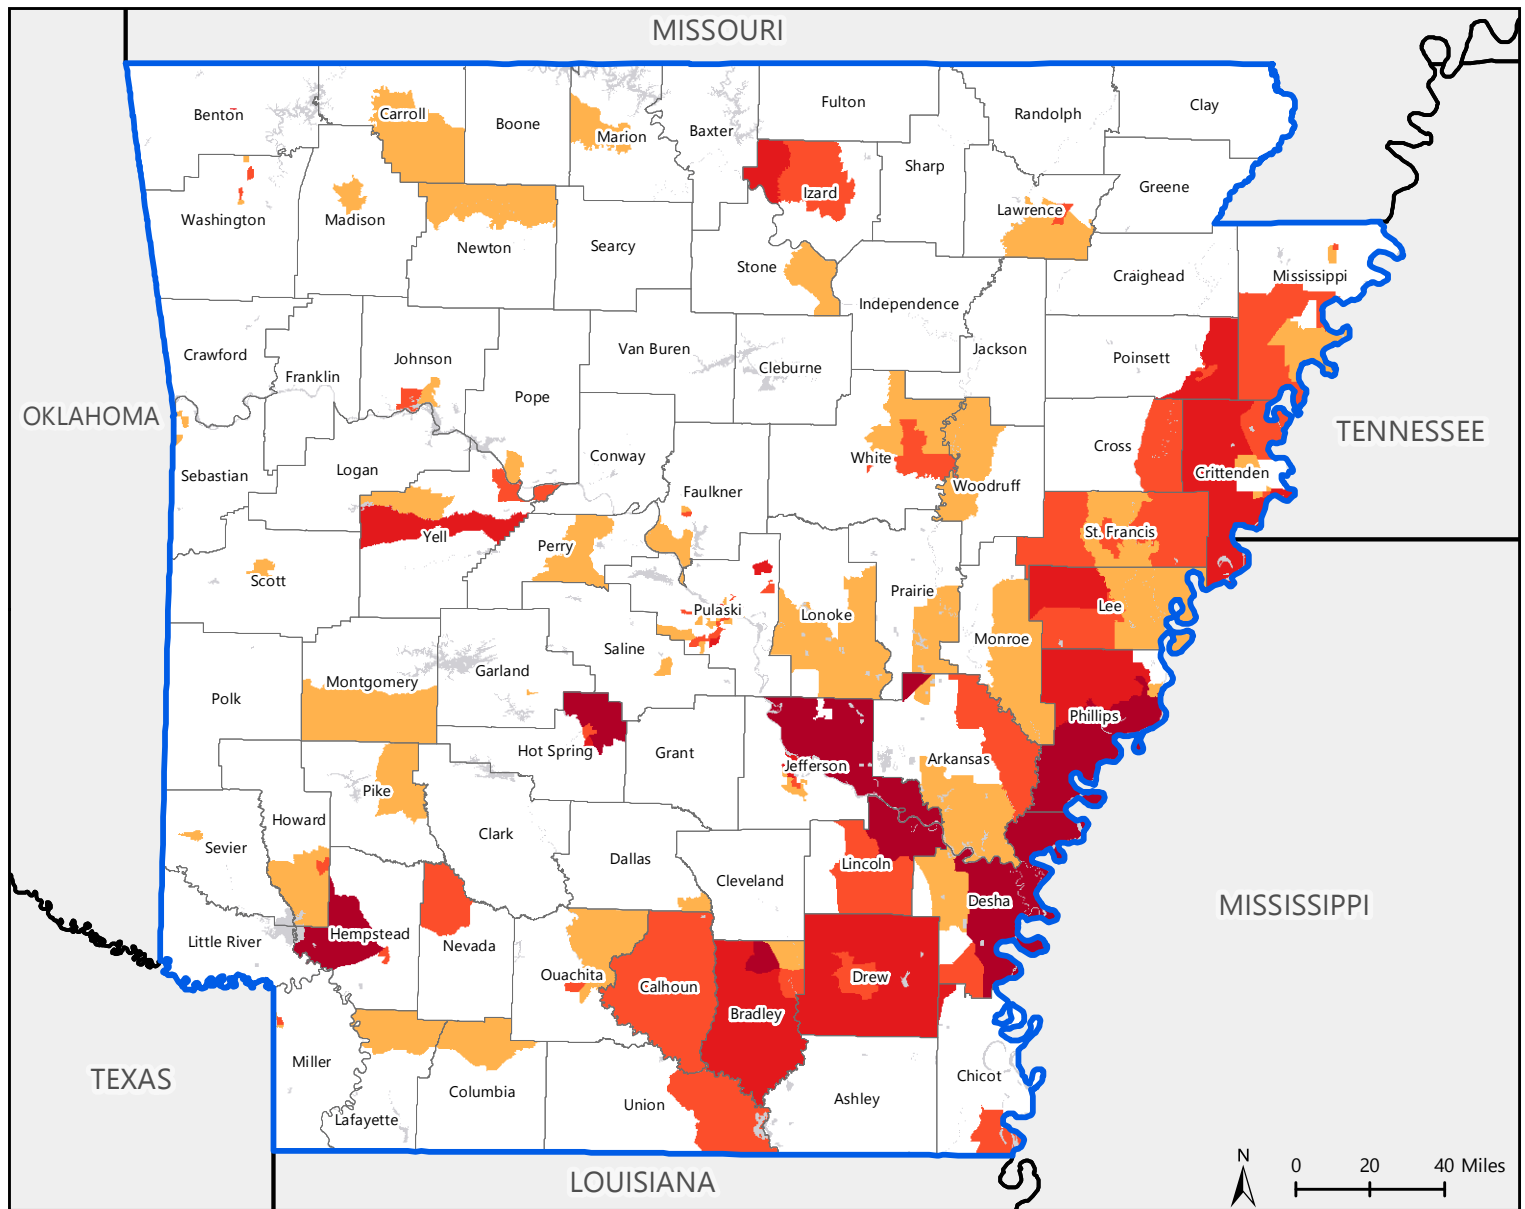 MISSOURI
Benton
Carroll
Boone
Marion
Baxter
Fulton
Randolph
Clay
Washington
Madison
Newton
Searcy
Stone
Izard
Sharp
Lawrence
Greene
Independence
Craighead
Mississippi
Crawford
Franklin
Johnson
Pope
Van Buren
Cleburne
Jackson
Poinsett
OKLAHOMA
TENNESSEE
Sebastian
Logan
Conway
Faulkner
White
Woodruff
Cross
Crittenden
Scott
Yell
Perry
Pulaski
Lonoke
Prairie
Monroe
St. Francis
Lee
Polk
Montgomery
Garland
Saline
Hot Spring
Grant
Jefferson
Arkansas
Phillips
Sevier
Howard
Pike
Clark
Dallas
Cleveland
Lincoln
Desha
MISSISSIPPI
Little River
Hempstead
Nevada
Ouachita
Calhoun
Bradley
Drew
TEXAS
Miller
Lafayette
Columbia
Union
Ashley
Chicot
LOUISIANA
N
0 20 40 Miles